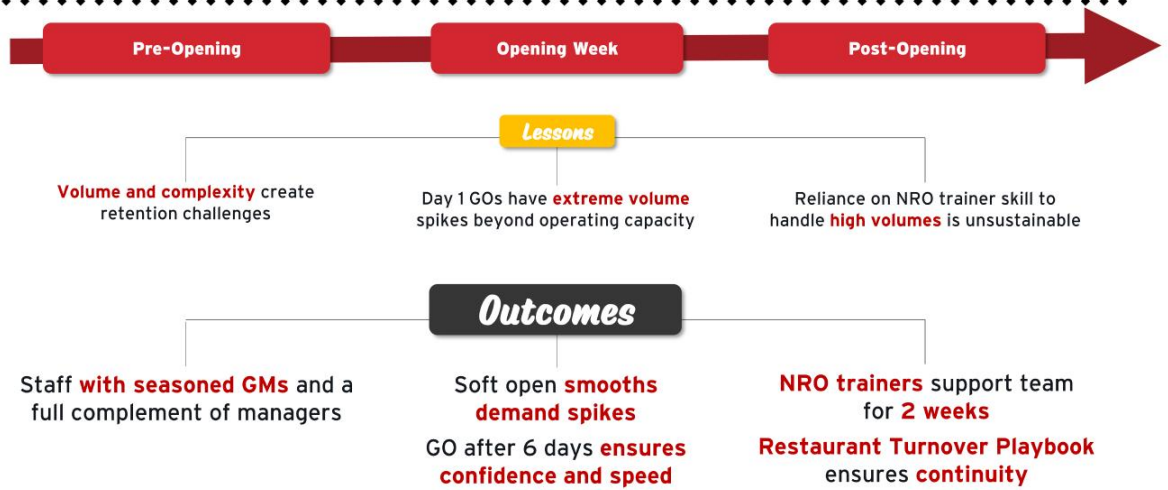 Pre-Opening
Opening Week
Post-Opening
Lessons
Volume and complexity create
retention challenges
Day 1 GOs have extreme volume
spikes beyond operating capacity
Reliance on NRO trainer skill to
handle high volumes is unsustainable
Outcomes
Staff with seasoned GMs and a
full complement of managers
Soft open smooths
demand spikes
GO after 6 days ensures
confidence and speed
NRO trainers support team
for 2 weeks
Restaurant Turnover Playbook
ensures continuity